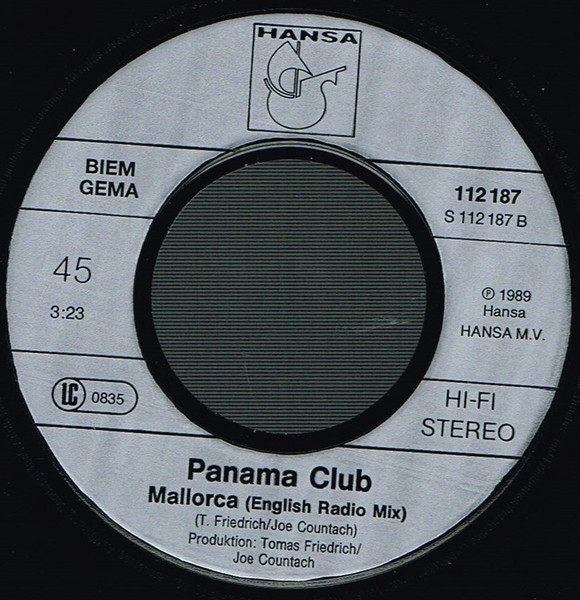 HANSA
BIEM
GEMA
112 187
S 112 187 B
45
3:23
℗ 1989
Hansa
HANSA M.V.
LC 0835
HI-FI
STEREO
Panama Club
Mallorca (English Radio Mix)
(T. Friedrich/Joe Countach)
Produktion: Tomas Friedrich/
Joe Countach